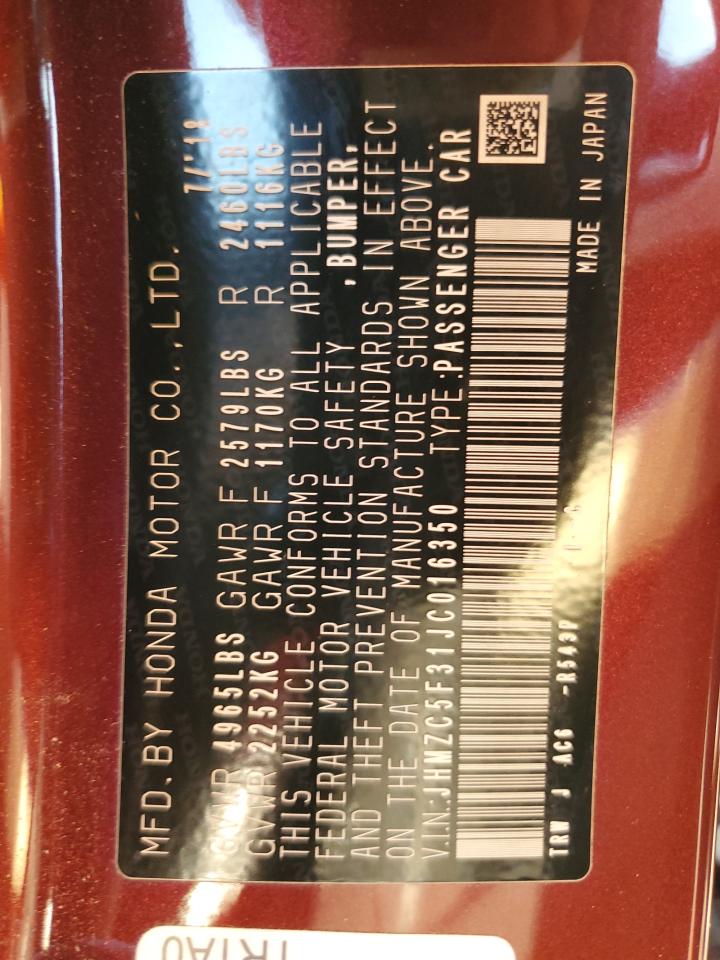 MFD. BY HONDA MOTOR CO., LTD. 7/'18
GVWR 4965LBS GAWR F 2579LBS R 2460LBS
GVWR 2252KG GAWR F 1170KG R 1116KG
THIS VEHICLE CONFORMS TO ALL APPLICABLE
FEDERAL MOTOR VEHICLE SAFETY ,BUMPER,
AND THEFT PREVENTION STANDARDS IN EFFECT
ON THE DATE OF MANUFACTURE SHOWN ABOVE.
V.I.N.:JHMZC5F31JC016350 TYPE:PASSENGER CAR
TRW J AC6 -R543P
MADE IN JAPAN
TR1A0